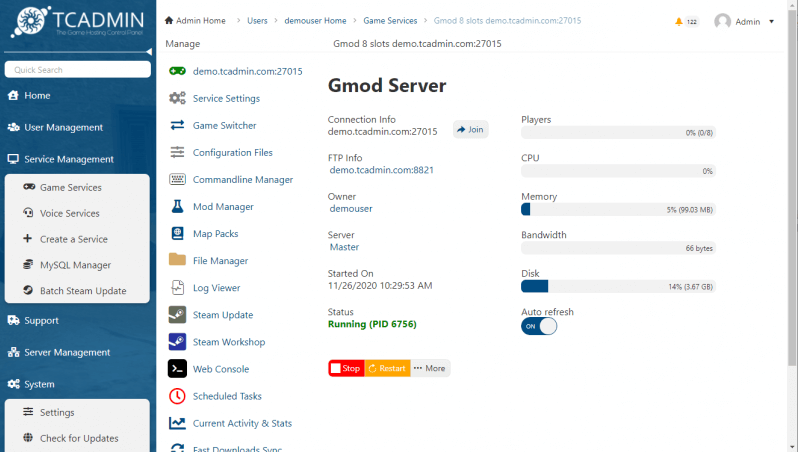 TCADMIN
The Game Hosting Control Panel
Quick Search
Home
User Management
Service Management
Game Services
Voice Services
Create a Service
MySQL Manager
Batch Steam Update
Support
Server Management
System
Settings
Check for Updates
Admin Home > Users > demouser Home > Game Services > Gmod 8 slots demo.tcadmin.com:27015
122
Admin
Manage
Gmod 8 slots demo.tcadmin.com:27015
demo.tcadmin.com:27015
Service Settings
Game Switcher
Configuration Files
Commandline Manager
Mod Manager
Map Packs
File Manager
Log Viewer
Steam Update
Steam Workshop
Web Console
Scheduled Tasks
Current Activity & Stats
Fast Downloads Sync
Gmod Server
Connection Info
demo.tcadmin.com:27015
Join
FTP Info
demo.tcadmin.com:8821
Owner
demouser
Server
Master
Started On
11/26/2020 10:29:53 AM
Status
Running (PID 6756)
Stop Restart ••• More
Players
0% (0/8)
CPU
0%
Memory
5% (99.03 MB)
Bandwidth
66 bytes
Disk
14% (3.67 GB)
Auto refresh
ON